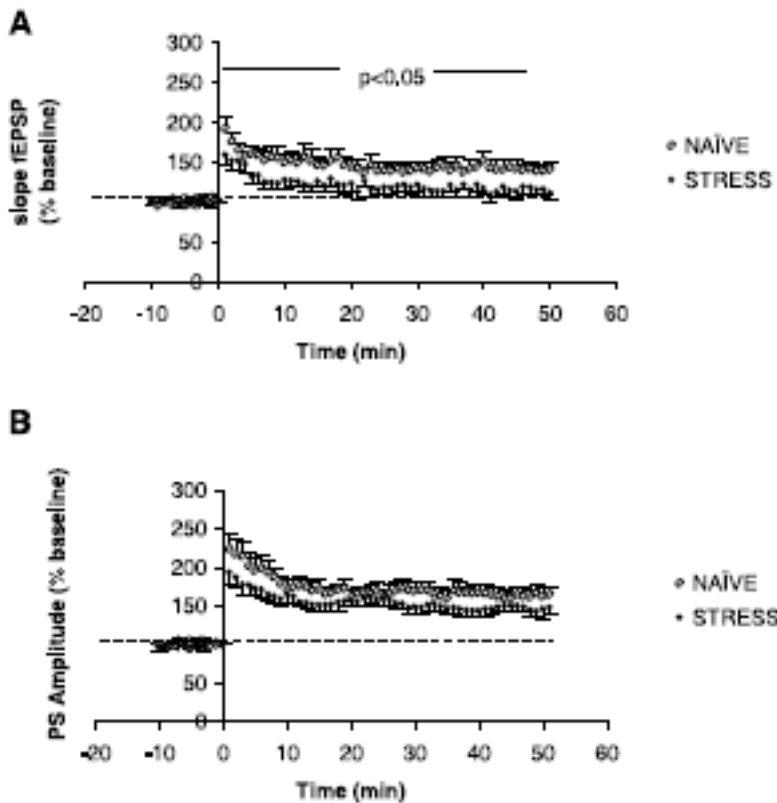 A
slope fEPSP
(% baseline)
300
250
200
150
100
50
0
p<0.05
NAÏVE
STRESS
-20 -10 0 10 20 30 40 50 60
Time (min)
B
PS Amplitude (% baseline)
300
250
200
150
100
50
0
NAÏVE
STRESS
-20 -10 0 10 20 30 40 50 60
Time (min)